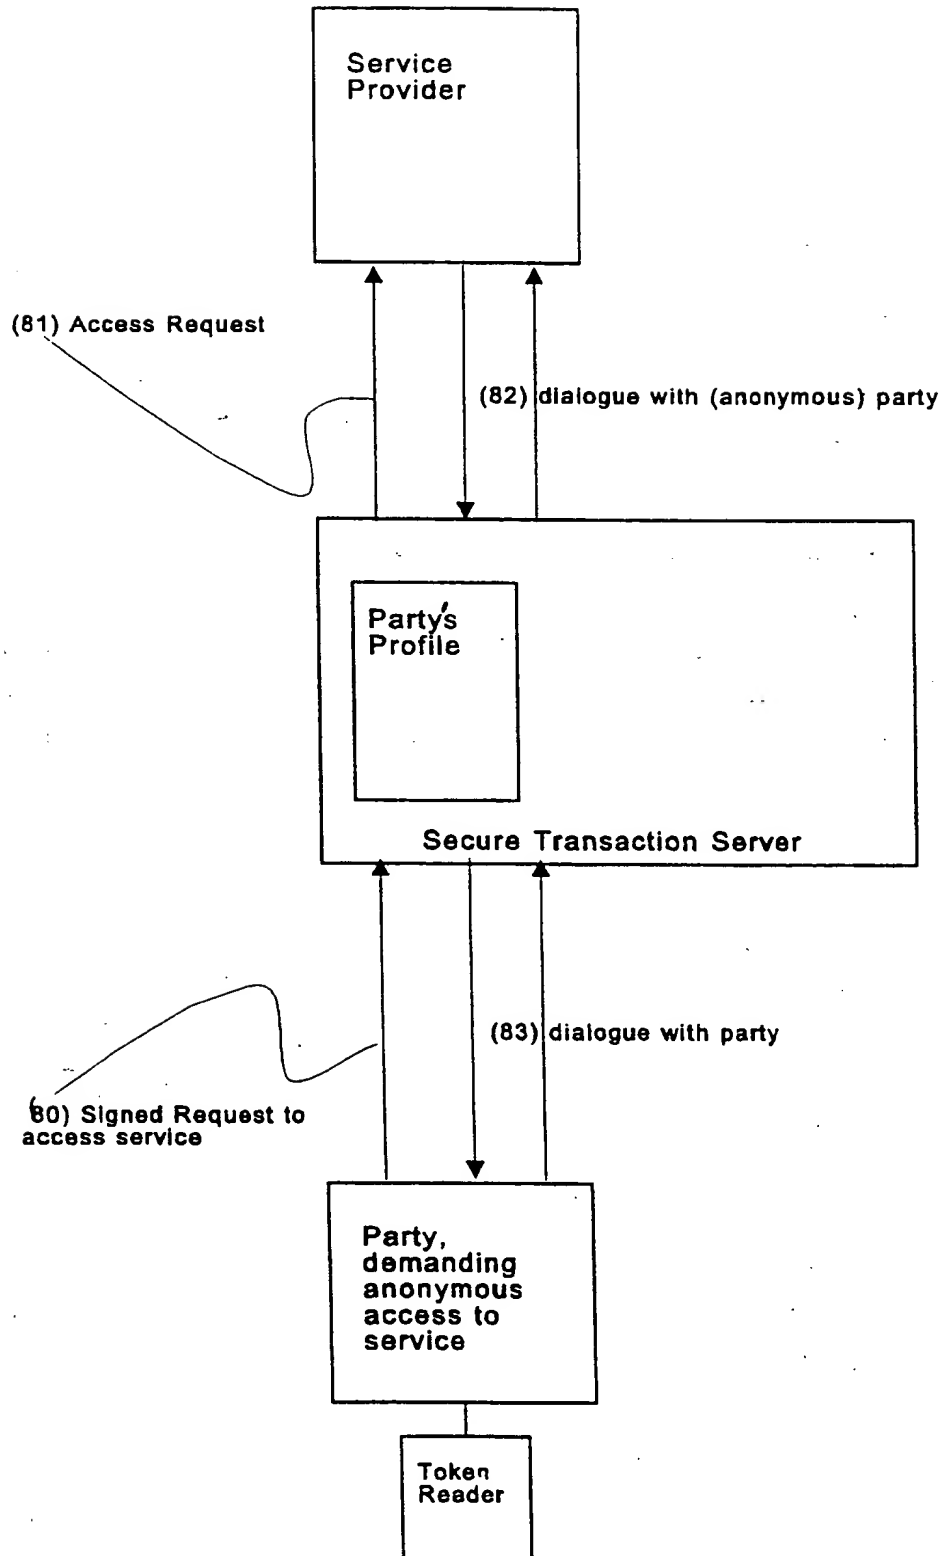 Service
Provider
(81) Access Request
(82) dialogue with (anonymous) party
Party's
Profile
Secure Transaction Server
(83) dialogue with party
(80) Signed Request to
access service
Party,
demanding
anonymous
access to
service
Token
Reader